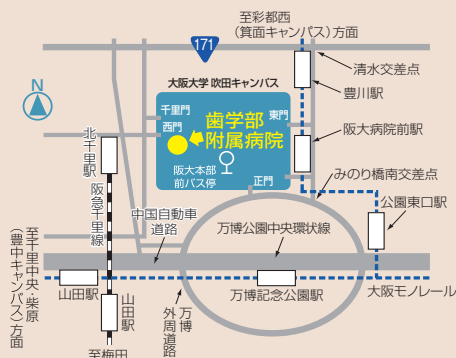 至彩都西
(箕面キャンパス)方面
171
清水交差点
大阪大学 吹田キャンパス
豊川駅
N
千里門
東門
西門
歯学部
附属病院
阪大病院前駅
北千里駅
阪大本部
前バス停
正門
みのり橋南交差点
阪急千里線
公園東口駅
中国自動車
道路
万博公園中央環状線
至千里中央・柴原
(豊中キャンパス)方面
山田駅
山田駅
万博
外周道路
万博記念公園駅
大阪モノレール
至梅田